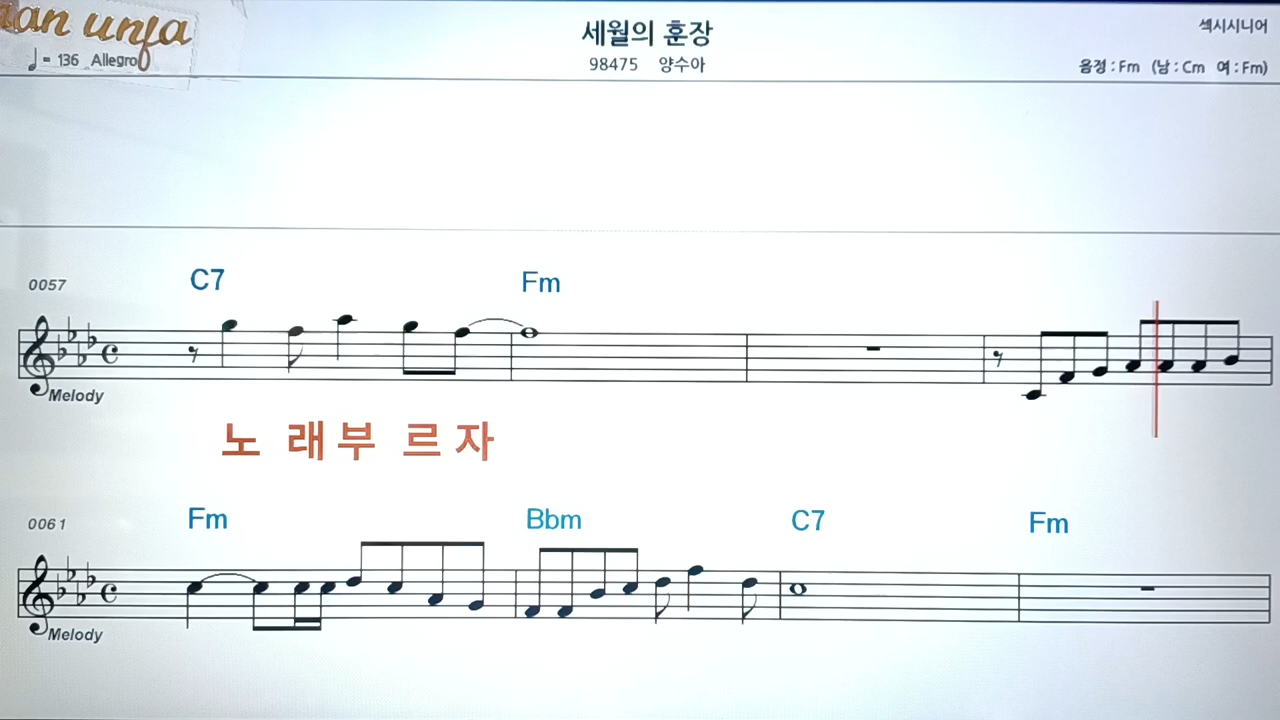 세월의 훈장
섹시시니어
♩ = 136 Allegro
98475 양수아
음정 : Fm (남 : Cm 여 : Fm)
0057 C7 Fm
Melody
노 래 부 르 자
0061 Fm Bbm C7 Fm
Melody